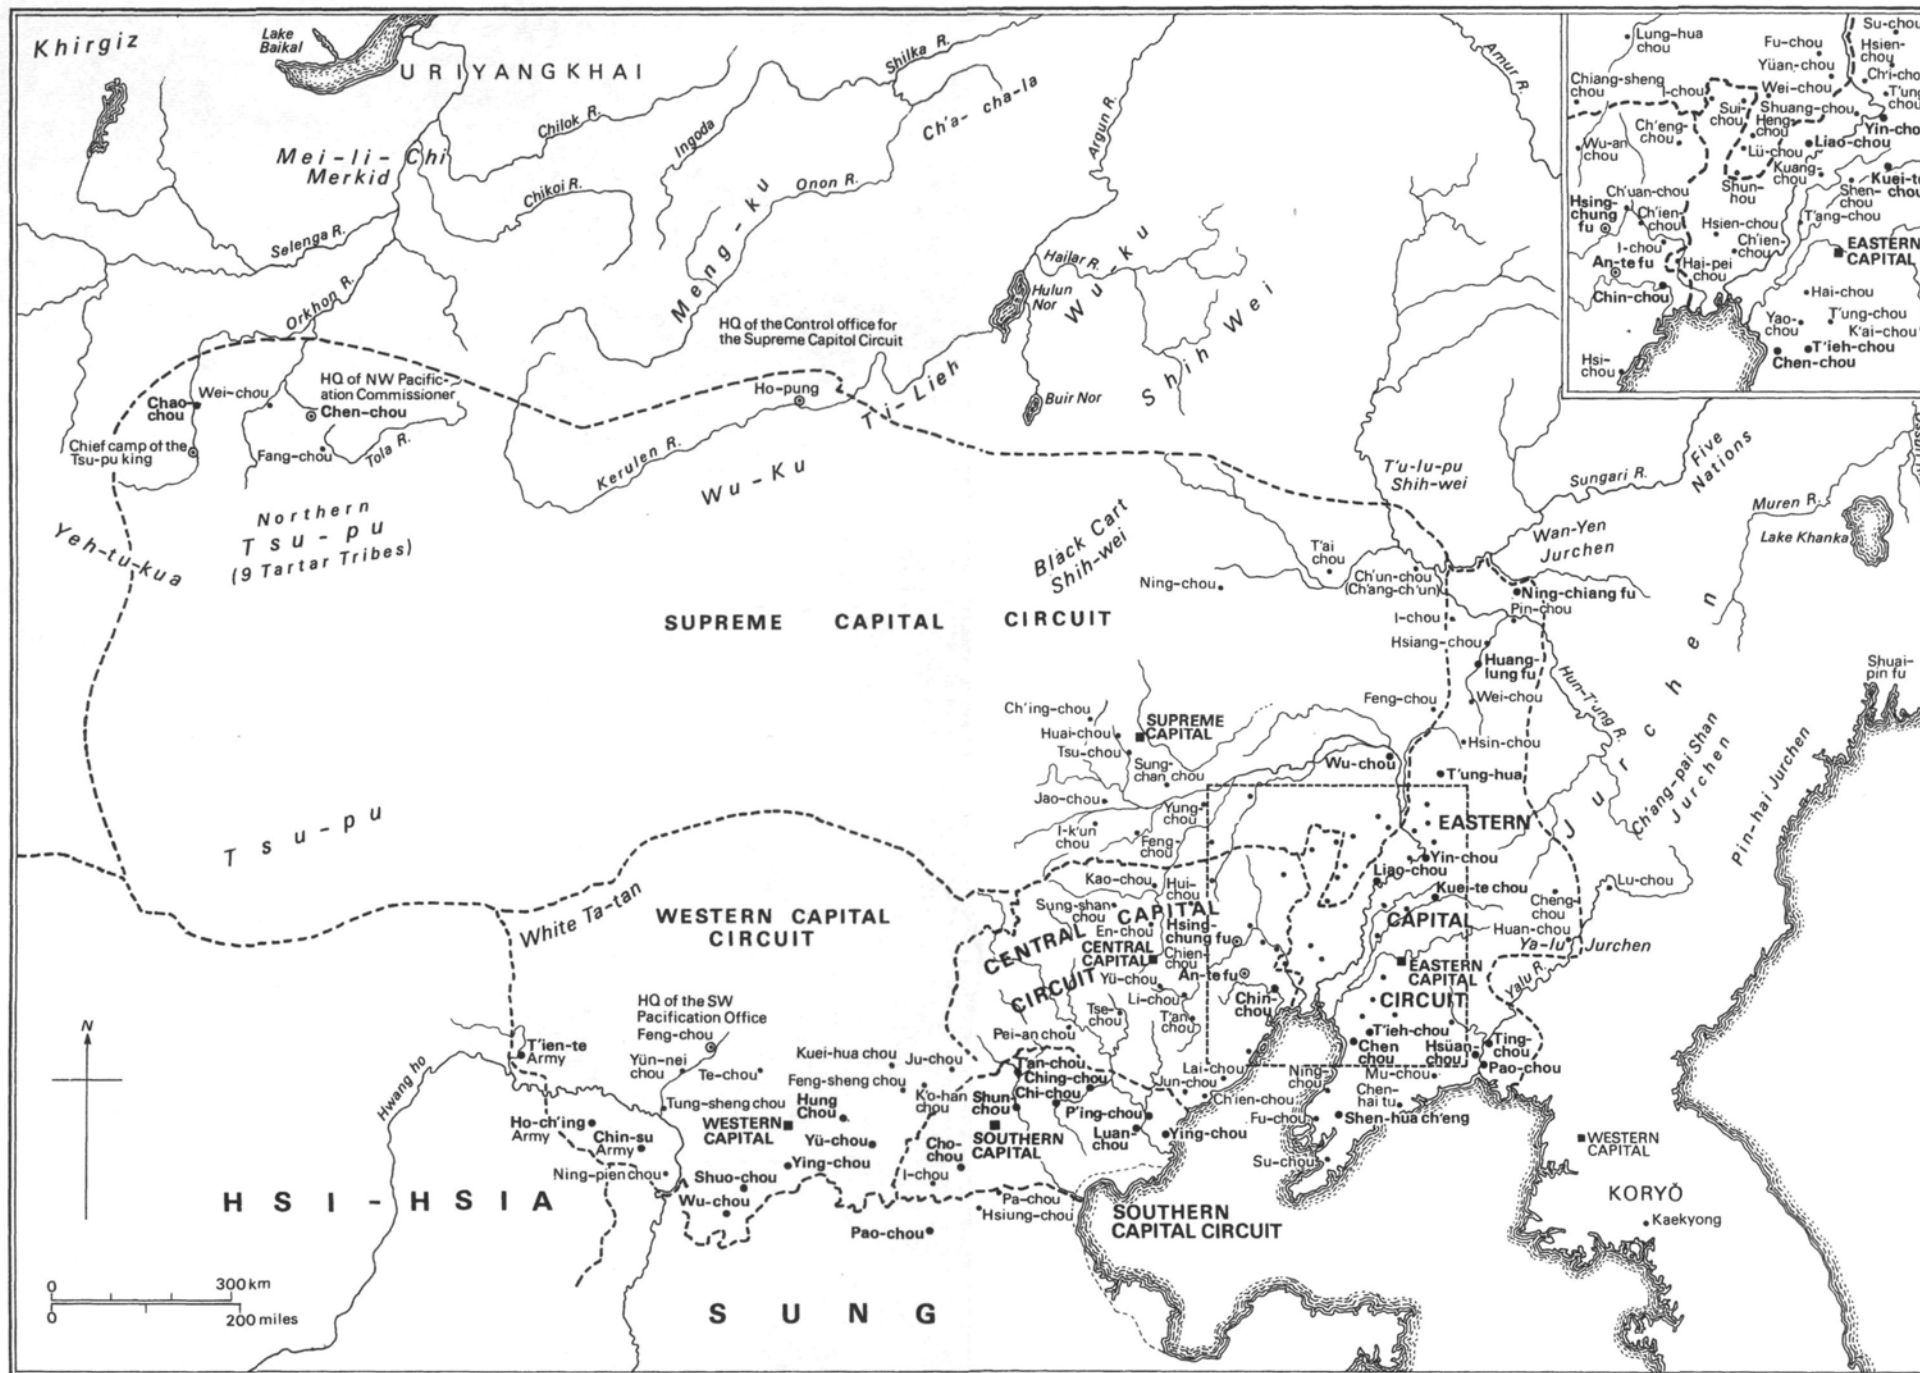 Khirgiz
Lake
Baikal
URIYANGKHAI
Mei-li-Chi
Merkid
Chilok R.
Chikoi R.
Selenga R.
Orkhon R.
Ingoda
Shilka R.
Onon R.
Ch'a-cha-la
Meng-ku
Argun R.
Amur R.
Hailar R.
Hulun
Nor
Buir Nor
Wu-ku
Shih Wei
HQ of the Control office for
the Supreme Capitol Circuit
Ho-pung
Ti-Lieh
Kerulen R.
Wu-Ku
Wei-chou
Chao-
chou
HQ of NW Pacific-
ation Commissioner
Chen-chou
Chief camp of the
Tsu-pu king
Fang-chou
Tola R.
Northern
Tsu-pu
(9 Tartar Tribes)
Yeh-tu-kua
Black Cart
Shih-wei
T'u-lu-pu
Shih-wei
Sungari R.
Five
Nations
Muren R.
Lake Khanka
Wan-Yen
Jurchen
T'ai
chou
Ning-chou
Ch'un-chou
(Ch'ang-ch'un)
Ning-chiang fu
Pin-chou
I-chou
Hsiang-chou
Huang-
lung fu
Hun-T'ung R.
Jurchen
Shuai-
pin fu
SUPREME CAPITAL CIRCUIT
Feng-chou
Wei-chou
Hsin-chou
Ch'ing-chou
Huai-chou
Tsu-chou
SUPREME
CAPITAL
Sung-
chan chou
Wu-chou
T'ung-hua
Ch'ang-pai Shan
Jurchen
Pin-hai Jurchen
Jao-chou
Yung-
chou
I-k'un
chou
Feng-
chou
EASTERN
CAPITAL
CIRCUIT
Yin-chou
Liao-chou
Kuei-te chou
Lu-chou
Cheng-
chou
Huan-chou
Ya-lu Jurchen
Yalu R.
EASTERN
CAPITAL
Tsu-pu
White Ta-tan
WESTERN CAPITAL
CIRCUIT
Kao-chou
Hui-
chou
Sung-shan
chou
CENTRAL
CAPITAL
CIRCUIT
En-chou
Hsing-
chung fu
CENTRAL
CAPITAL
Chien-
chou
Yü-chou
An-te fu
Li-chou
Tse-
chou
T'an
chou
Chin-
chou
Pei-an chou
T'ieh-chou
Chen
chou
Hsüan-
chou
Ting-
chou
Pao-chou
HQ of the SW
Pacification Office
Feng-chou
T'ien-te
Army
Yün-nei
chou
Te-chou
Kuei-hua chou
Ju-chou
Feng-sheng chou
K'o-han
chou
T'an-chou
Ching-chou
Chi-chou
Shun-
chou
Lai-chou
Jun-chou
Ch'ien-chou
Ning-
chou
Mu-chou
Chen-
hai tu
Fu-chou
Shen-hua ch'eng
Su-chou
Hwang ho
Tung-sheng chou
Hung
Chou
WESTERN
CAPITAL
Ho-ch'ing
Army
Chin-su
Army
Yü-chou
Ying-chou
Cho-
chou
SOUTHERN
CAPITAL
P'ing-chou
Luan-
chou
Ying-chou
Ning-pien chou
Shuo-chou
Wu-chou
I-chou
Pa-chou
Hsiung-chou
Pao-chou
SOUTHERN
CAPITAL CIRCUIT
WESTERN
CAPITAL
KORYŎ
Kaekyong
HSI-HSIA
SUNG
N
0 300 km
0 200 miles
Lung-hua
chou
Fu-chou
Yüan-chou
Su-chou
Hsien-
chou
Chiang-sheng
chou
I-chou
Wei-chou
Sui-
chou
Shuang-chou
Heng-
chou
Ch'eng-
chou
Wu-an
chou
Lü-chou
Liao-chou
Kuang-
chou
Shun-
hou
Shen-
chou
Ch'uan-chou
Hsing-
chung
fu
Ch'ien-
chou
Hsien-chou
T'ang-chou
I-chou
Ch'ien-
chou
EASTERN
CAPITAL
An-te fu
Hai-pei
chou
Chin-chou
Hai-chou
Yao-
chou
T'ung-chou
K'ai-chou
T'ieh-chou
Chen-chou
Hsi-
chou